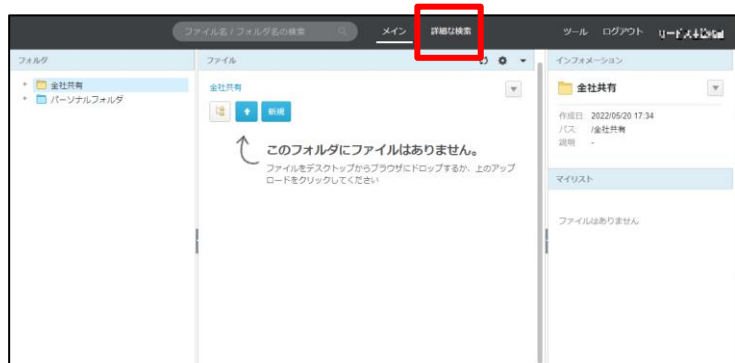 ファイル名 / フォルダ名の検索 メイン 詳細な検索 ツール ログアウト
フォルダ
全社共有
パーソナルフォルダ
ファイル
全社共有
新規
このフォルダにファイルはありません。
ファイルをデスクトップからブラウザにドロップするか、上のアップ
ロードをクリックしてください
インフォメーション
全社共有
作成日: 2022/05/20 17:34
パス: /全社共有
説明 -
マイリスト
ファイルはありません